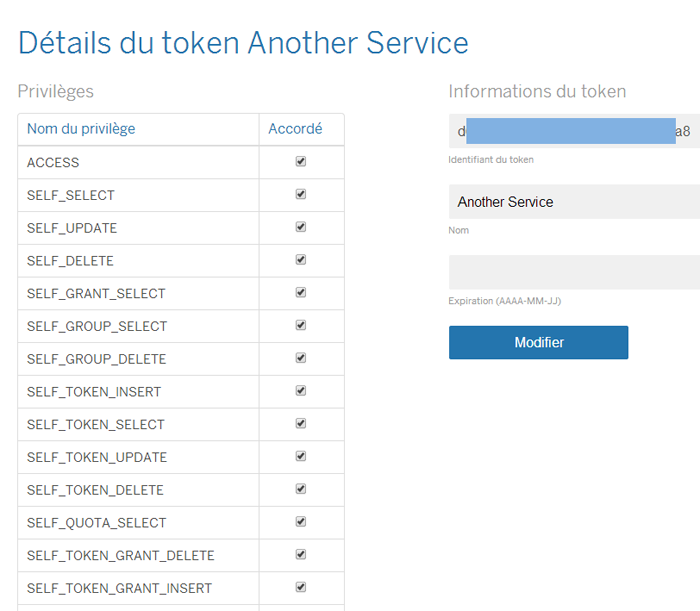 Détails du token Another Service
Privilèges
Nom du privilège Accordé
ACCESS
SELF_SELECT
SELF_UPDATE
SELF_DELETE
SELF_GRANT_SELECT
SELF_GROUP_SELECT
SELF_GROUP_DELETE
SELF_TOKEN_INSERT
SELF_TOKEN_SELECT
SELF_TOKEN_UPDATE
SELF_TOKEN_DELETE
SELF_QUOTA_SELECT
SELF_TOKEN_GRANT_DELETE
SELF_TOKEN_GRANT_INSERT
Informations du token
d a8
Identifiant du token
Another Service
Nom
Expiration (AAAA-MM-JJ)
Modifier